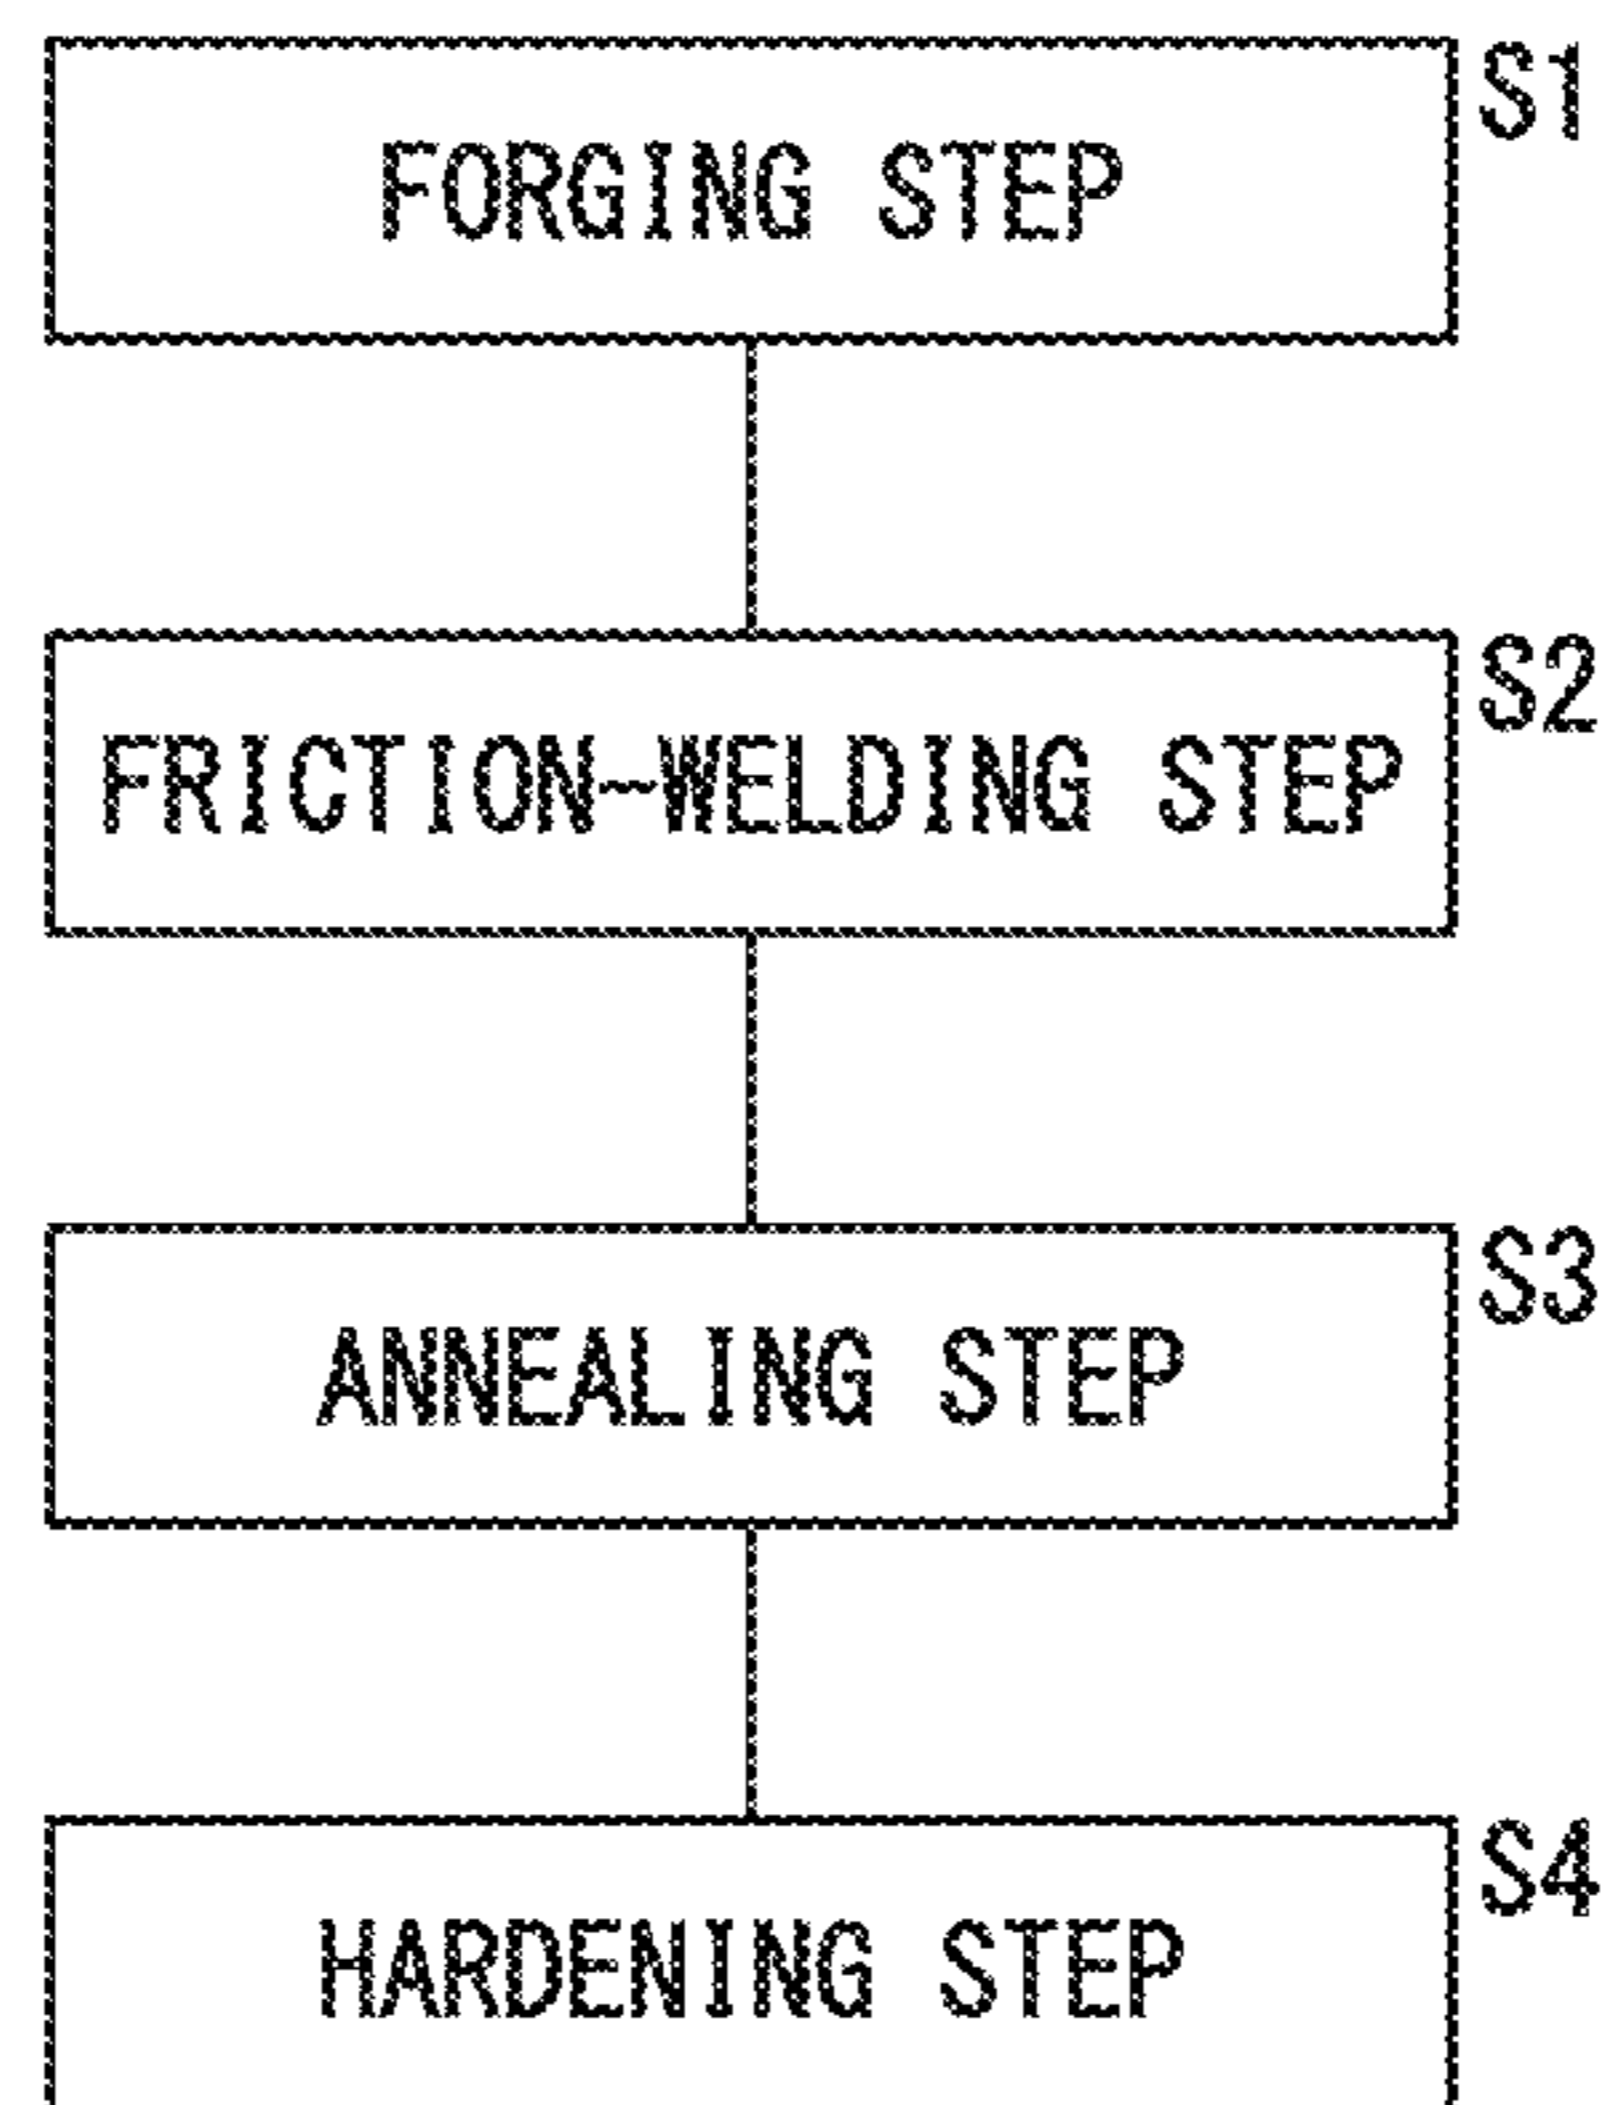 S1
FORGING STEP
S2
FRICTION-WELDING STEP
S3
ANNEALING STEP
S4
HARDENING STEP